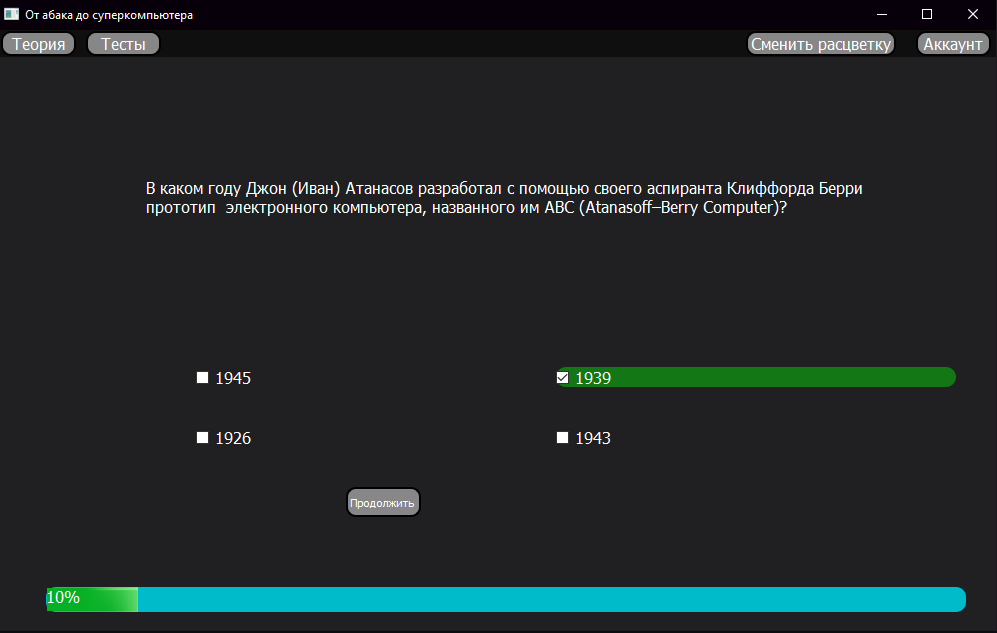 От абака до суперкомпьютера
Теория Тесты Сменить расцветку Аккаунт
В каком году Джон (Иван) Атанасов разработал с помощью своего аспиранта Клиффорда Берри
прототип  электронного компьютера, названного им ABC (Atanasoff–Berry Computer)?
1945 1939
1926 1943
Продолжить
10%